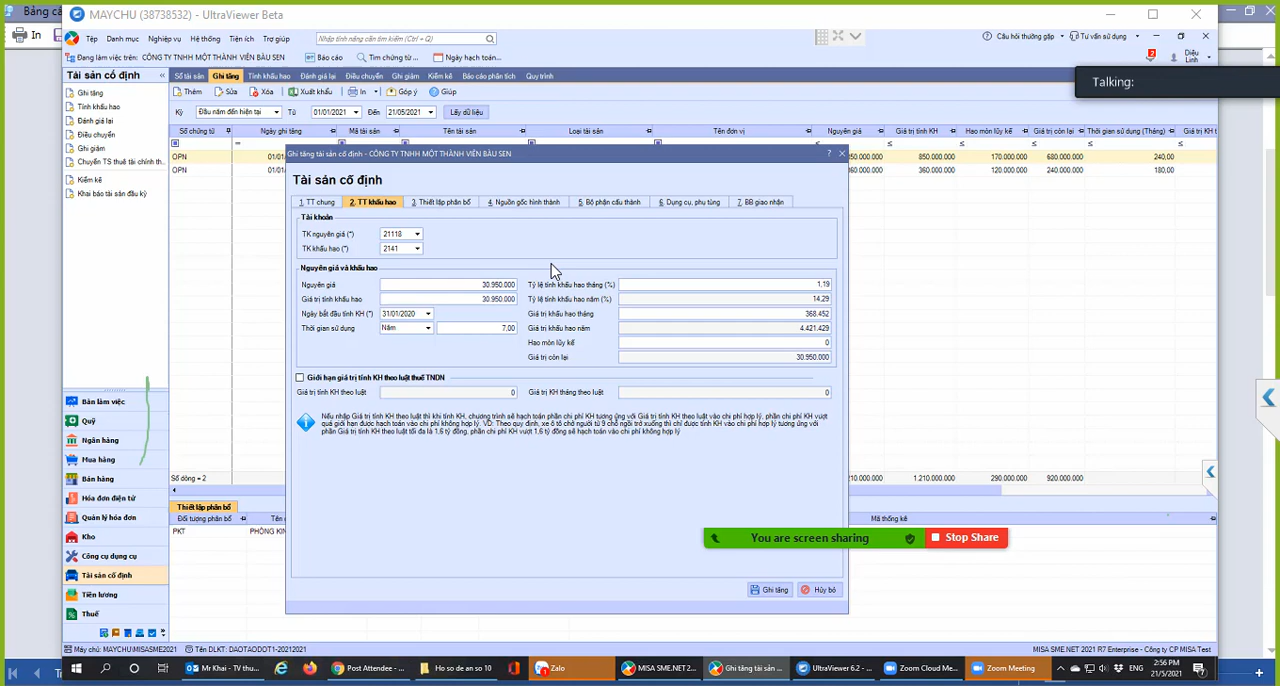 Bảng câ
MAYCHU (38738532) - UltraViewer Beta
In
Tệp Danh mục Nghiệp vụ Hệ thống Tiện ích Trợ giúp Nhập nội dung tìm kiếm (Ctrl + Q) Câu hỏi thường gặp Tư vấn sử dụng
Đang làm việc trên: CÔNG TY TNHH MỘT THÀNH VIÊN BÀU SEN Báo cáo Tìm chứng từ... Ngày hạch toán... 2 Diệu Linh
Tài sản cố định « Sổ tài sản Ghi tăng Tính khấu hao Đánh giá lại Điều chuyển Ghi giảm Kiểm kê Báo cáo phân tích Quy trình
Talking:
Ghi tăng
Tính khấu hao
Đánh giá lại
Điều chuyển
Ghi giảm
Chuyển TS thuê tài chính th...
Kiểm kê
Khai báo tài sản đầu kỳ
Thêm Sửa Xóa Xuất khẩu In Góp ý Giúp
Kỳ Đầu năm đến hiện tại Từ 01/01/2021 Đến 21/05/2021 Lấy dữ liệu
Số chứng từ Ngày ghi tăng Mã tài sản Tên tài sản Loại tài sản Tên đơn vị Nguyên giá Giá trị tính KH Hao mòn lũy kế Giá trị còn lại Thời gian sử dụng (Tháng) Giá trị KH t
OPN 01/01 850.000.000 170.000.000 680.000.000 240,00
OPN 01/01 360.000.000 120.000.000 240.000.000 180,00
Ghi tăng tài sản cố định - CÔNG TY TNHH MỘT THÀNH VIÊN BÀU SEN ?
Tài sản cố định
1. TT chung 2. TT khấu hao 3. Thiết lập phân bổ 4. Nguồn gốc hình thành 5. Bộ phận cấu thành 6. Dụng cụ, phụ tùng 7. BB giao nhận
Tài khoản
TK nguyên giá (*) 21118
TK khấu hao (*) 2141
Nguyên giá và khấu hao
Nguyên giá 30.950.000 Tỷ lệ tính khấu hao tháng (%) 1,19
Giá trị tính khấu hao 30.950.000 Tỷ lệ tính khấu hao năm (%) 14,29
Ngày bắt đầu tính KH (*) 31/01/2020 Giá trị khấu hao tháng 368.452
Thời gian sử dụng Năm 7,00 Giá trị khấu hao năm 4.421.429
Hao mòn lũy kế 0
Giá trị còn lại 30.950.000
Giới hạn giá trị tính KH theo luật thuế TNDN
Giá trị tính KH theo luật 0 Giá trị KH tháng theo luật 0
Nếu nhập Giá trị tính KH theo luật thì khi tính KH, chương trình sẽ hạch toán phần chi phí KH tương ứng với Giá trị tính KH theo luật vào chi phí hợp lý, phần chi phí KH vượt
quá giới hạn được hạch toán vào chi phí không hợp lý. VD: Theo quy định, xe ô tô chở người từ 9 chỗ ngồi trở xuống thì chỉ được tính KH vào chi phí hợp lý tương ứng với
phần Giá trị tính KH theo luật tối đa là 1,6 tỷ đồng, phần chi phí KH vượt 1,6 tỷ đồng sẽ hạch toán vào chi phí không hợp lý
Bàn làm việc
Quỹ
Ngân hàng
Mua hàng
Bán hàng
Hóa đơn điện tử
Quản lý hóa đơn
Kho
Công cụ dụng cụ
Tài sản cố định
Tiền lương
Thuế
Số dòng = 2 210.000.000 1.210.000.000 290.000.000 920.000.000
Thiết lập phân bổ
Đối tượng phân bổ Tên Mã thống kê
PKT PHÒNG KIN
You are screen sharing Stop Share
Ghi tăng Hủy bỏ
Máy chủ: MAYCHU\MISASME2021 Tên DLKT: DAOTAODOT1-20212021 MISA SME.NET 2021 R7 Enterprise - Công ty CP MISA Test
Mr Khai - TV thu... Post Attendee - ... Ho so de an so 10 Zalo MISA SME.NET 2... Ghi tăng tài sản ... UltraViewer 6.2 - ... Zoom Cloud Me... Zoom Meeting ENG 2:56 PM
21/5/2021